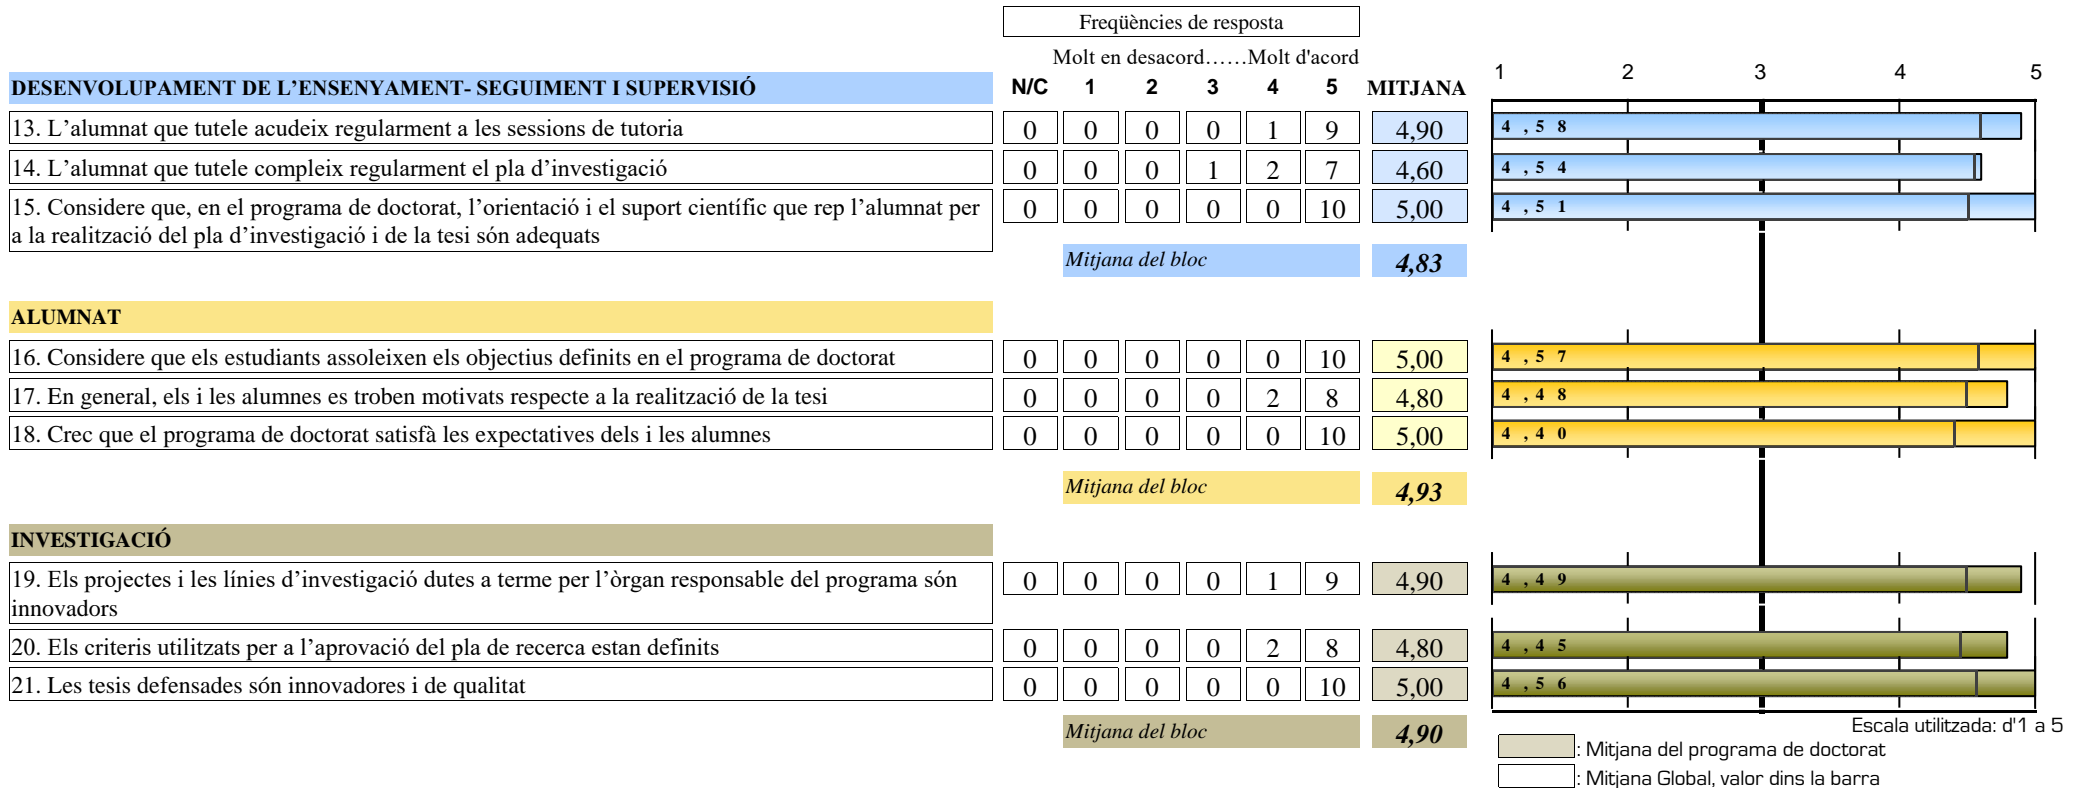 Freqüències de resposta
Molt en desacord……Molt d'acord
DESENVOLUPAMENT DE L’ENSENYAMENT- SEGUIMENT I SUPERVISIÓ N/C 1 2 3 4 5 MITJANA 1 2 3 4 5
13. L’alumnat que tutele acudeix regularment a les sessions de tutoria 0 0 0 0 1 9 4,90 4,58
14. L’alumnat que tutele compleix regularment el pla d’investigació 0 0 0 1 2 7 4,60 4,54
15. Considere que, en el programa de doctorat, l’orientació i el suport científic que rep l’alumnat per 0 0 0 0 0 10 5,00 4,51
a la realització del pla d’investigació i de la tesi són adequats
Mitjana del bloc 4,83
ALUMNAT
16. Considere que els estudiants assoleixen els objectius definits en el programa de doctorat 0 0 0 0 0 10 5,00 4,57
17. En general, els i les alumnes es troben motivats respecte a la realització de la tesi 0 0 0 0 2 8 4,80 4,48
18. Crec que el programa de doctorat satisfà les expectatives dels i les alumnes 0 0 0 0 0 10 5,00 4,40
Mitjana del bloc 4,93
INVESTIGACIÓ
19. Els projectes i les línies d’investigació dutes a terme per l’òrgan responsable del programa són 0 0 0 0 1 9 4,90 4,49
innovadors
20. Els criteris utilitzats per a l’aprovació del pla de recerca estan definits 0 0 0 0 2 8 4,80 4,45
21. Les tesis defensades són innovadores i de qualitat 0 0 0 0 0 10 5,00 4,56
Mitjana del bloc 4,90
Escala utilitzada: d'1 a 5
: Mitjana del programa de doctorat
: Mitjana Global, valor dins la barra